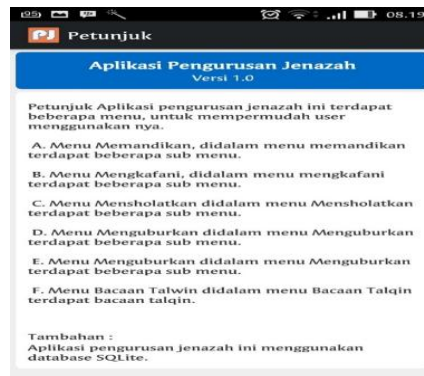 (95)
08.19
PJ Petunjuk
Aplikasi Pengurusan Jenazah
Versi 1.0
Petunjuk Aplikasi pengurusan jenazah ini terdapat
beberapa menu, untuk mempermudah user
menggunakan nya.
A. Menu Memandikan, didalam menu memandikan
terdapat beberapa sub menu.
B. Menu Mengkafani, didalam menu mengkafani
terdapat beberapa sub menu.
C. Menu Mensholatkan didalam menu Mensholatkan
terdapat beberapa sub menu.
D. Menu Menguburkan didalam menu Menguburkan
terdapat beberapa sub menu.
E. Menu Menguburkan didalam menu Menguburkan
terdapat beberapa sub menu.
F. Menu Bacaan Talwin didalam menu Bacaan Talqin
terdapat bacaan talqin.
Tambahan :
Aplikasi pengurusan jenazah ini menggunakan
database SQLite.